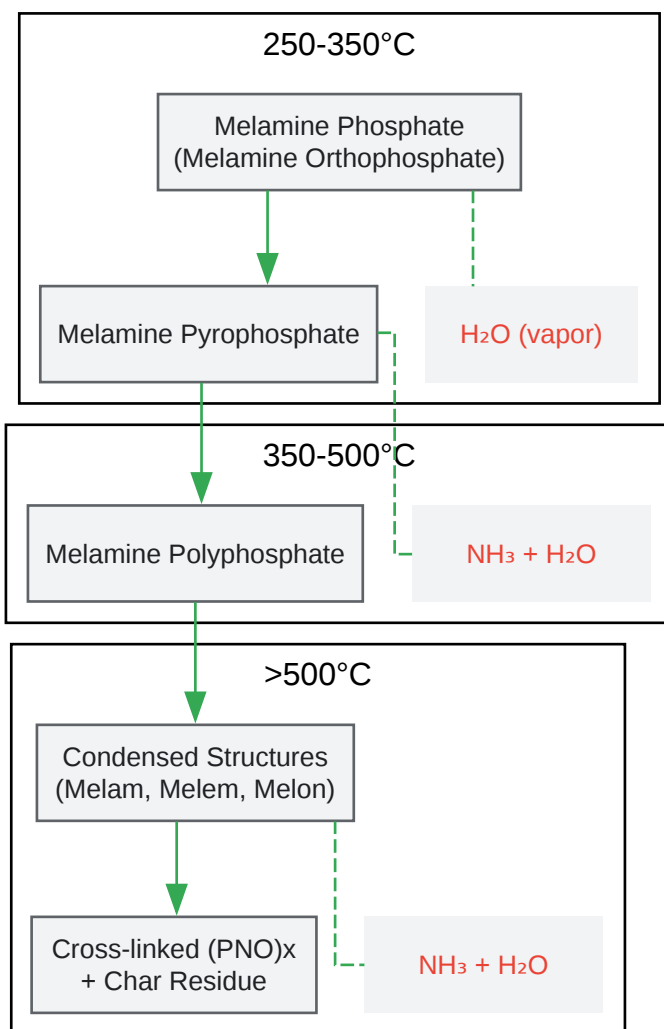 250-350°C
Melamine Phosphate
(Melamine Orthophosphate)
Melamine Pyrophosphate
H₂O (vapor)
350-500°C
Melamine Polyphosphate
NH₃ + H₂O
>500°C
Condensed Structures
(Melam, Melem, Melon)
Cross-linked (PNO)x
+ Char Residue
NH₃ + H₂O